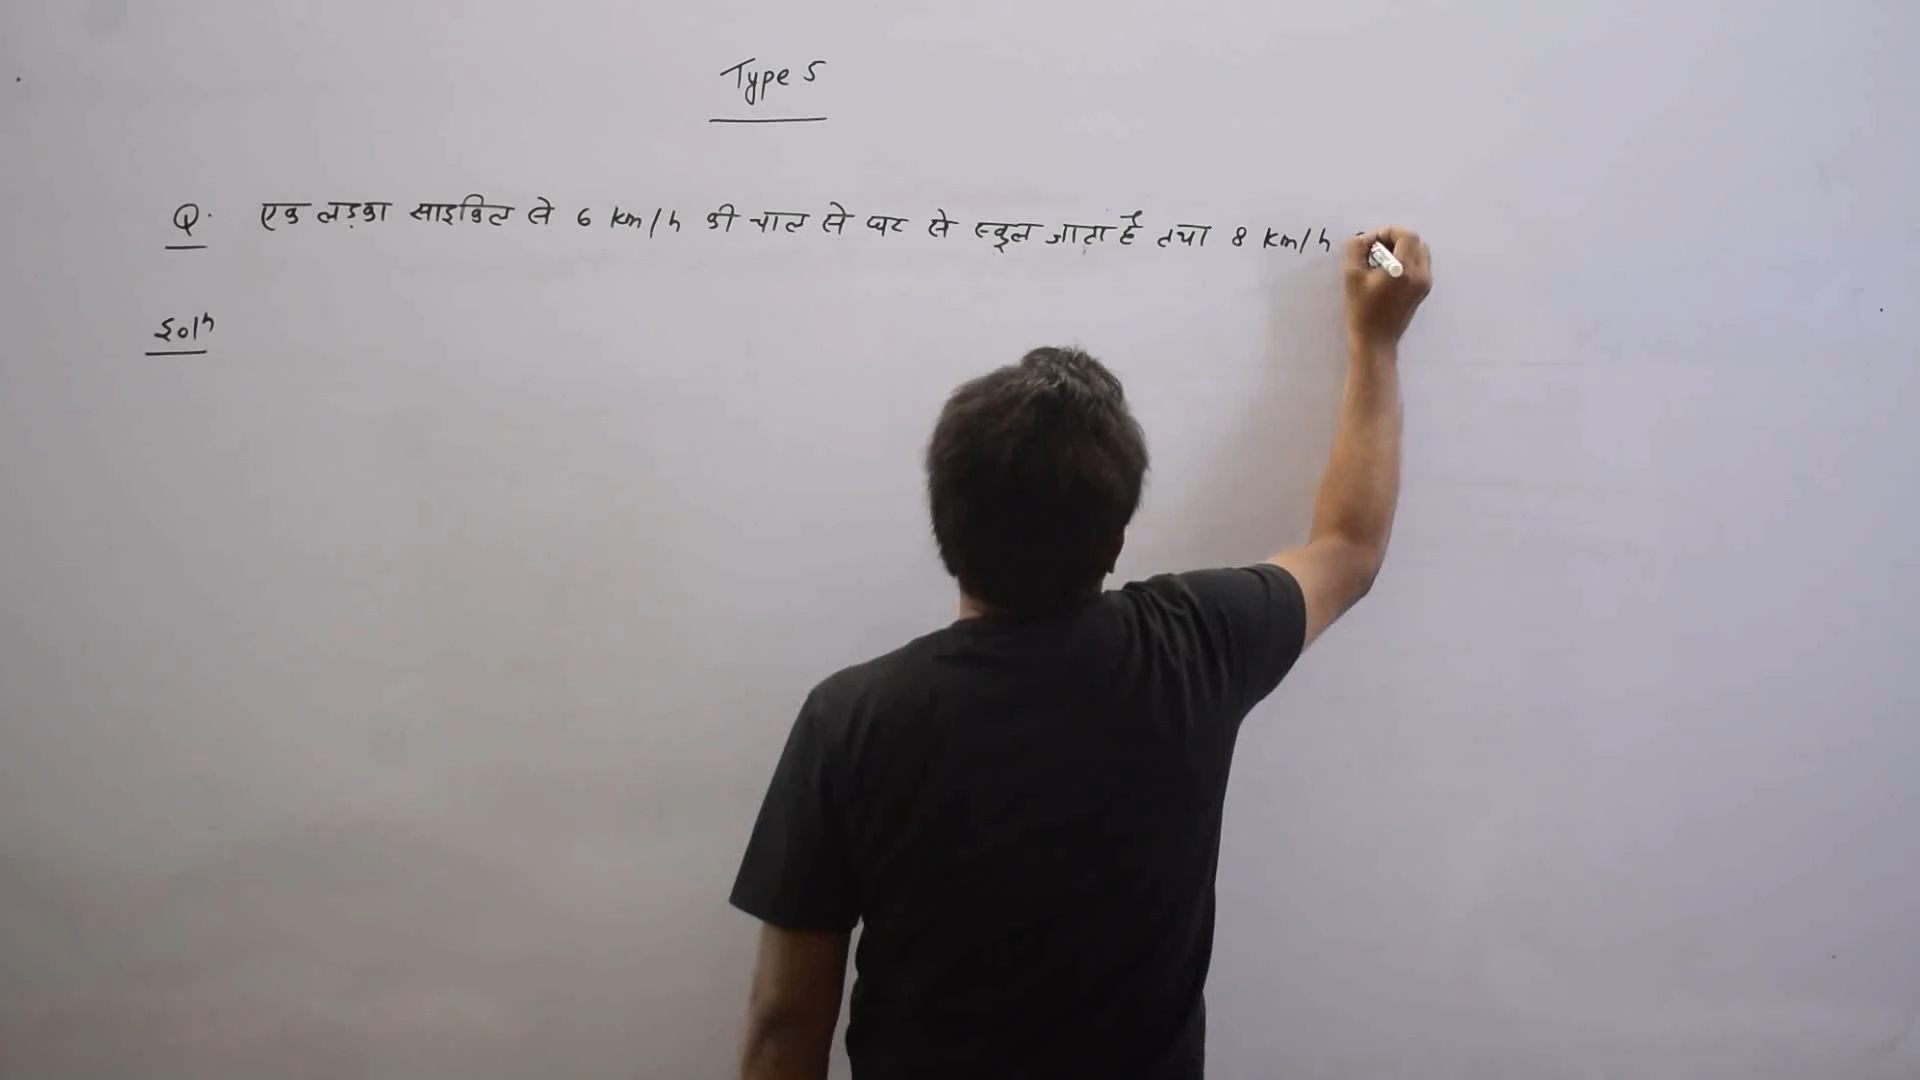 Type 5
Q. एक लड़का साइकिल से 6 km/h की चाल से घर से स्कूल जाता है तथा 8 km/h
Solⁿ